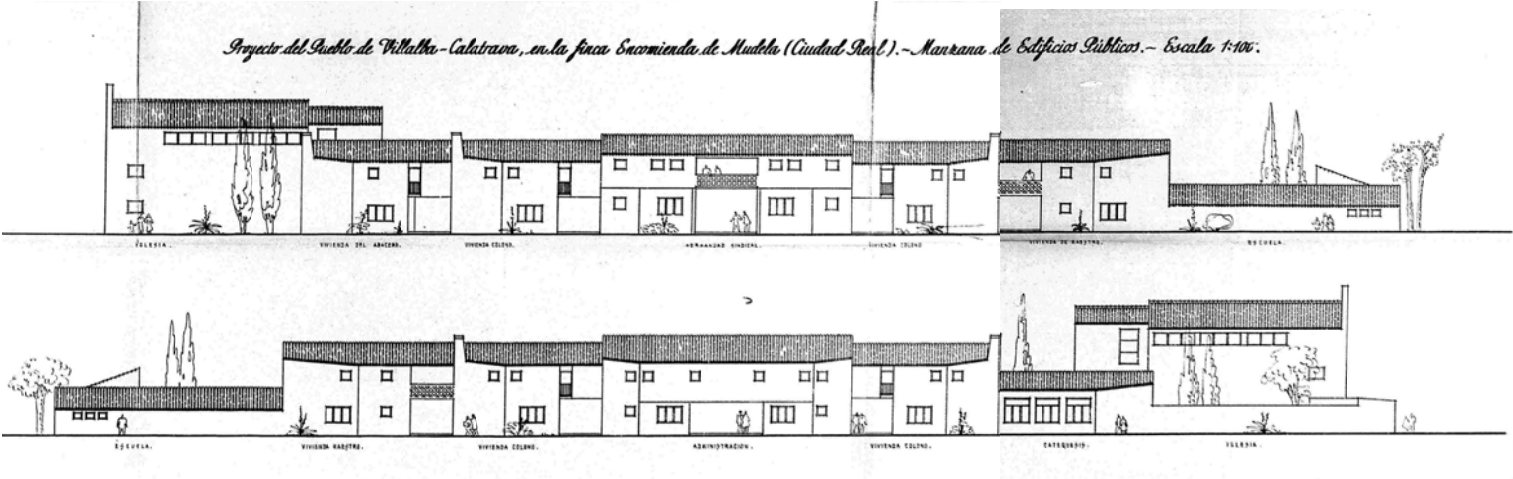 Proyecto del Pueblo de Villalba-Calatrava, en la finca Encomienda de Mudela (Ciudad Real).-Manzana de Edificios Públicos.- Escala 1:100.
IGLESIA. VIVIENDA DEL ABACERO. VIVIENDA COLONO. HERMANDAD SINDICAL. VIVIENDA COLONO VIVIENDA DE MAESTRO. ESCUELA.
ESCUELA. VIVIENDA MAESTRO. VIVIENDA COLONO. ADMINISTRACION. VIVIENDA COLONO. CATEQUESIS. IGLESIA.